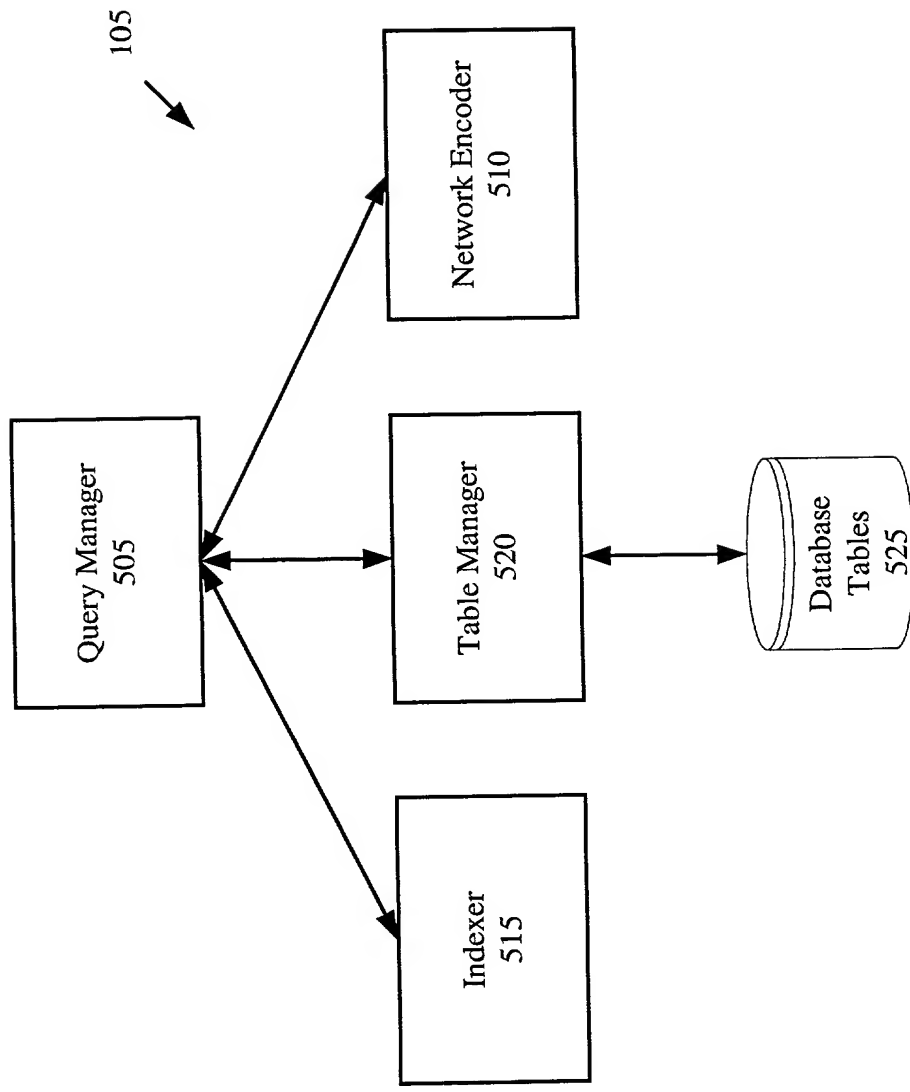 105
Query Manager
505
Indexer
515
Table Manager
520
Network Encoder
510
Database
Tables
525